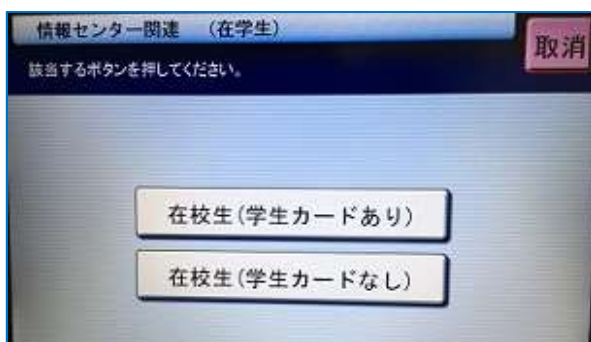 情報センター関連 （在学生）
取消
該当するボタンを押してください。
在校生(学生カードあり)
在校生(学生カードなし)